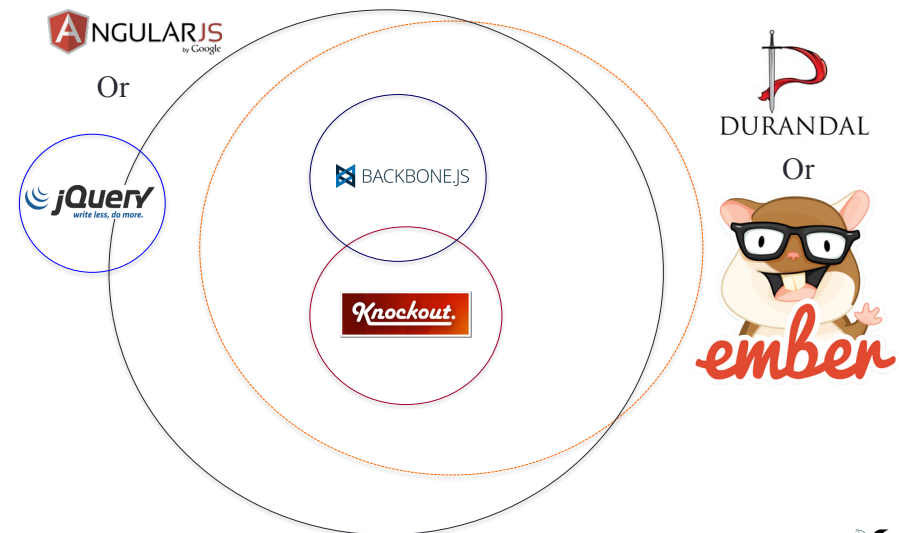 ANGULARJS
by Google
Or
jQuery
write less, do more.
BACKBONE.JS
Knockout.
DURANDAL
Or
ember